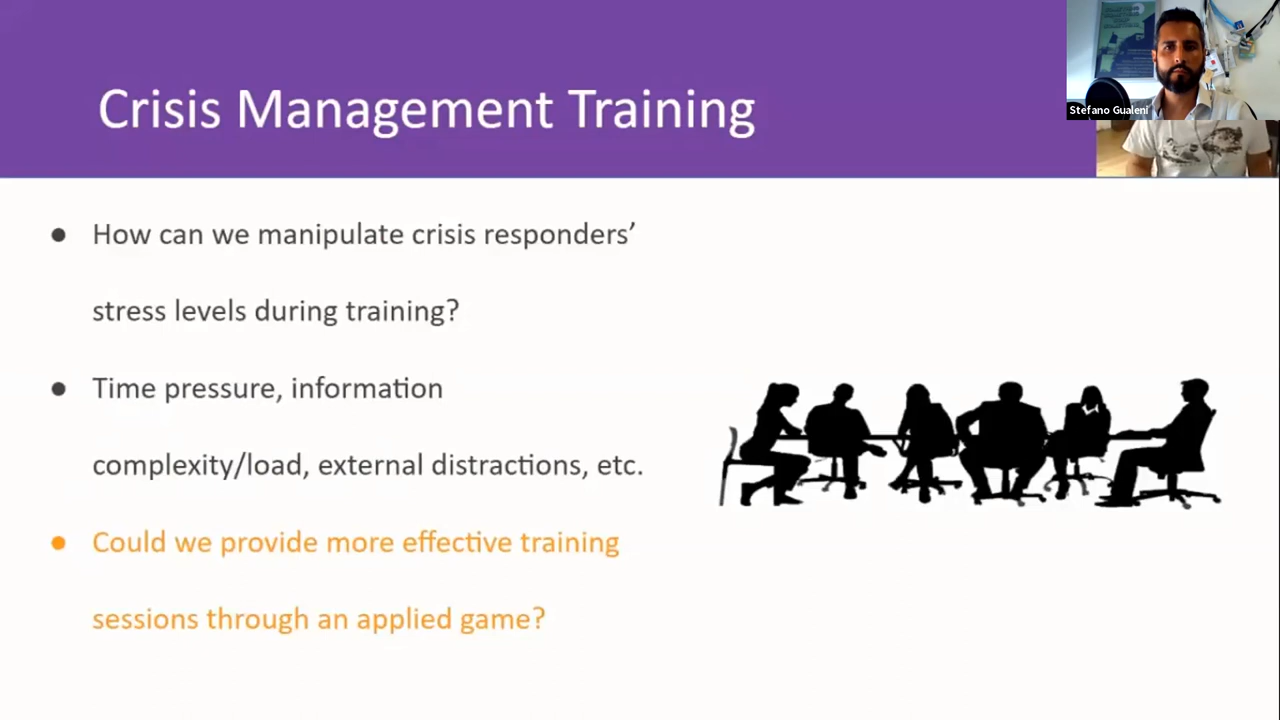 Crisis Management Training
Stefano Gualeni
● How can we manipulate crisis responders’
stress levels during training?
● Time pressure, information
complexity/load, external distractions, etc.
● Could we provide more effective training
sessions through an applied game?